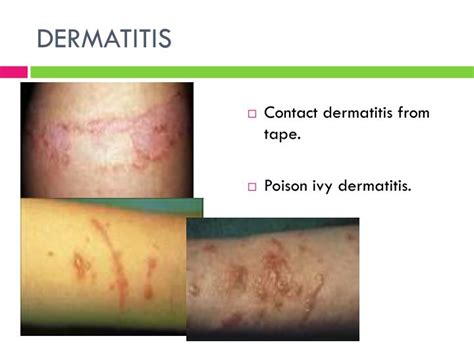 DERMATITIS
Contact dermatitis from
tape.
Poison ivy dermatitis.